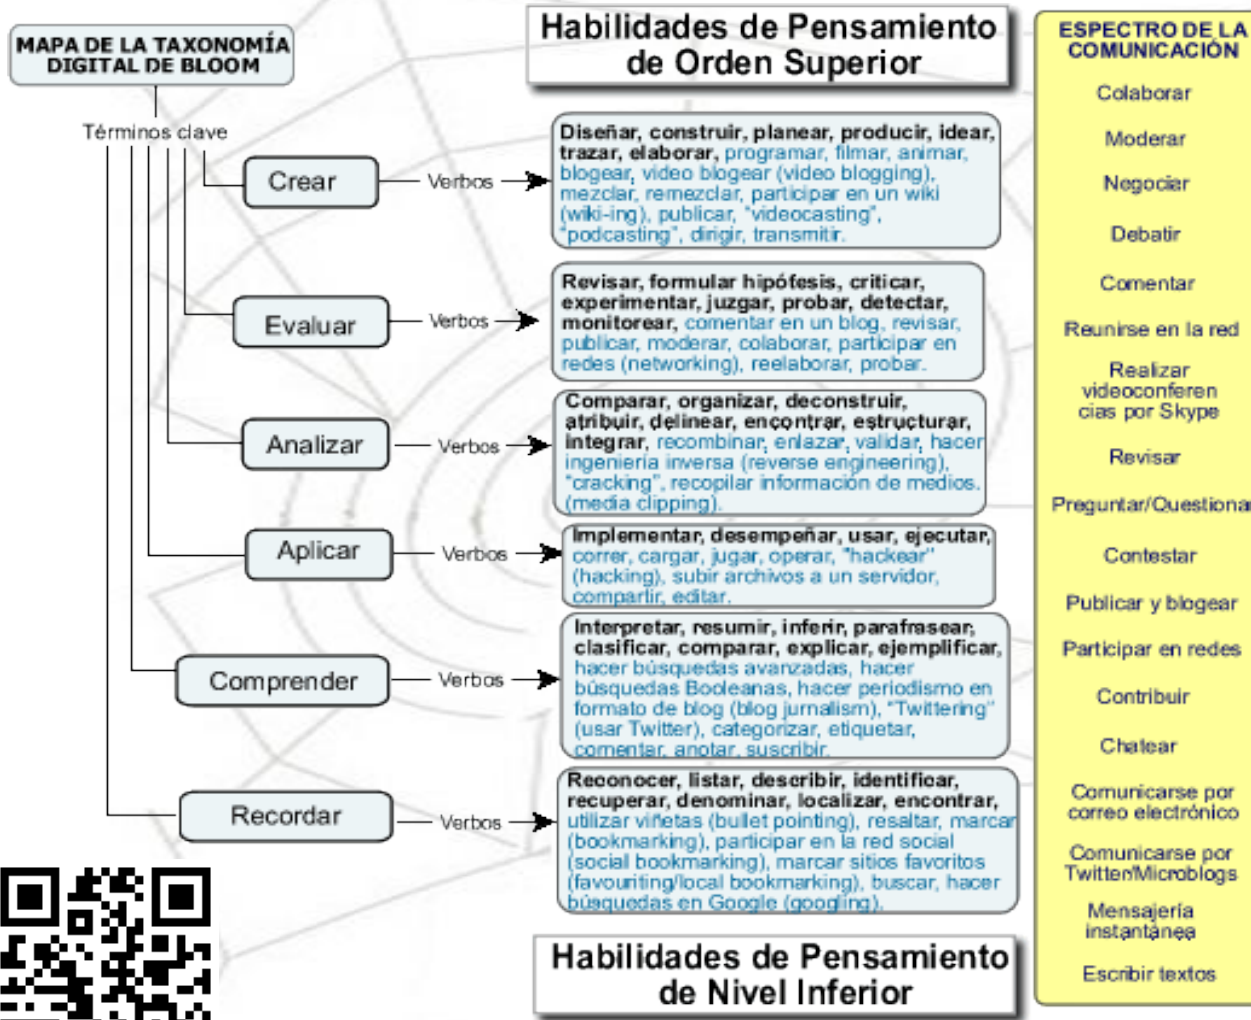 MAPA DE LA TAXONOMÍA
DIGITAL DE BLOOM
Términos clave
Habilidades de Pensamiento
de Orden Superior
Crear
Verbos
Diseñar, construir, planear, producir, idear,
trazar, elaborar, programar, filmar, animar,
blogear, video blogear (video blogging),
mezclar, remezclar, participar en un wiki
(wiki-ing), publicar, "videocasting",
"podcasting", dirigir, transmitir.
Evaluar
Verbos
Revisar, formular hipófesis, criticar,
experimentar, juzgar, probar, detectar,
monitorear, comentar en un blog, revisar,
publicar, moderar, colaborar, participar en
redes (networking), reelaborar, probar.
Analizar
Verbos
Comparar, organizar, deconstruir,
atribuir, delinear, encontrar, estructurar,
integrar, recombinar, enlazar, validar, hacer
ingeniería inversa (reverse engineering),
"cracking", recopilar información de medios.
(media clipping).
Aplicar
Verbos
Implementar, desempeñar, usar, ejecutar,
correr, cargar, jugar, operar, "hackear"
(hacking), subir archivos a un servidor,
compartir, editar.
Comprender
Verbos
Interpretar, resumir, inferir, parafrasear,
clasificar, comparar, explicar, ejemplificar,
hacer búsquedas avanzadas, hacer
búsquedas Booleanas, hacer periodismo en
formato de blog (blog jurnalism), "Twittering"
(usar Twitter), categorizar, etiquetar,
comentar, anotar, suscribir.
Recordar
Verbos
Reconocer, listar, describir, identificar,
recuperar, denominar, localizar, encontrar,
utilizar viñetas (bullet pointing), resaltar, marcar
(bookmarking), participar en la red social
(social bookmarking), marcar sitios favoritos
(favouriting/local bookmarking), buscar, hacer
búsquedas en Google (googling).
Habilidades de Pensamiento
de Nivel Inferior
ESPECTRO DE LA
COMUNICACIÓN
Colaborar
Moderar
Negociar
Debatir
Comentar
Reunirse en la red
Realizar
videoconferen
cias por Skype
Revisar
Preguntar/Questionar
Contestar
Publicar y blogear
Participar en redes
Contribuir
Chatear
Comunicarse por
correo electrónico
Comunicarse por
Twitter/Microblogs
Mensajería
instantánea
Escribir textos